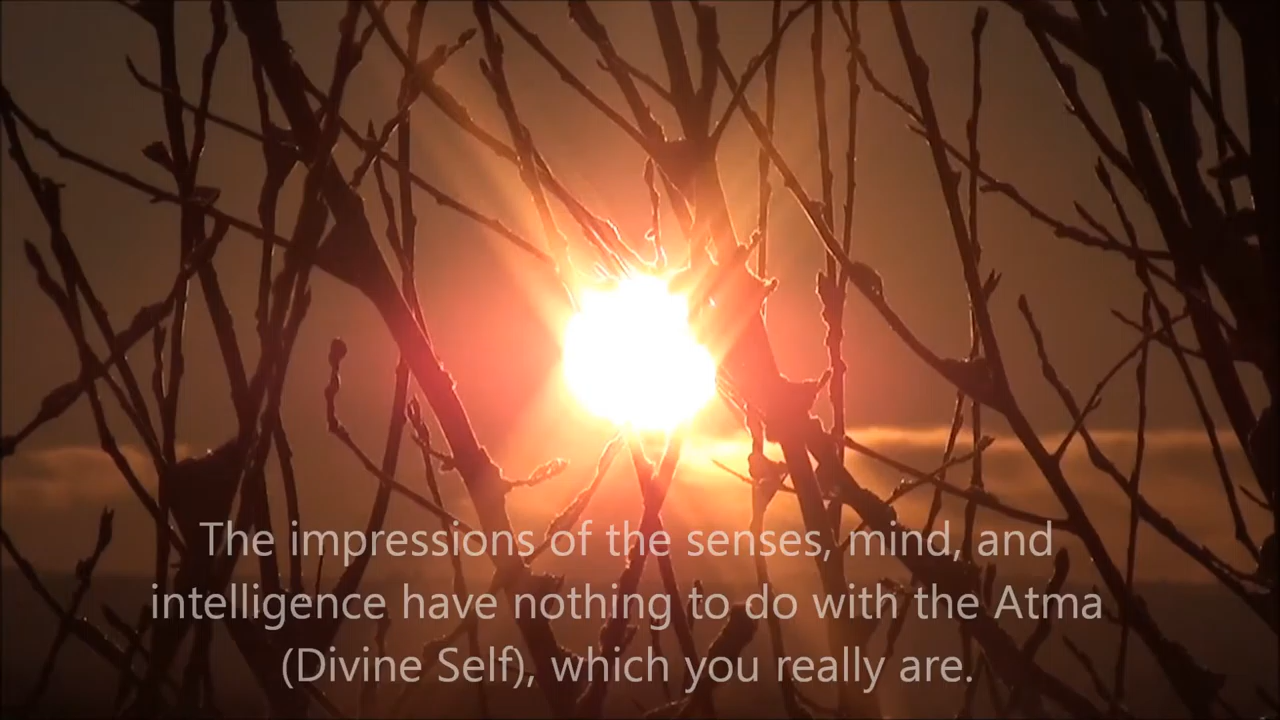 The impressions of the senses, mind, and
intelligence have nothing to do with the Atma
(Divine Self), which you really are.